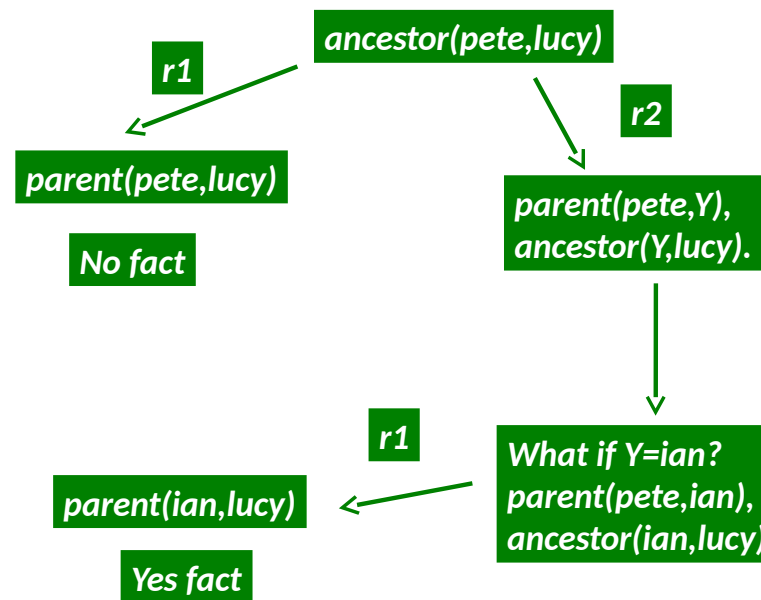 ancestor(pete,lucy)
r1
r2
parent(pete,lucy)
No fact
parent(pete,Y),
ancestor(Y,lucy).
What if Y=ian?
parent(pete,ian),
ancestor(ian,lucy)
r1
parent(ian,lucy)
Yes fact